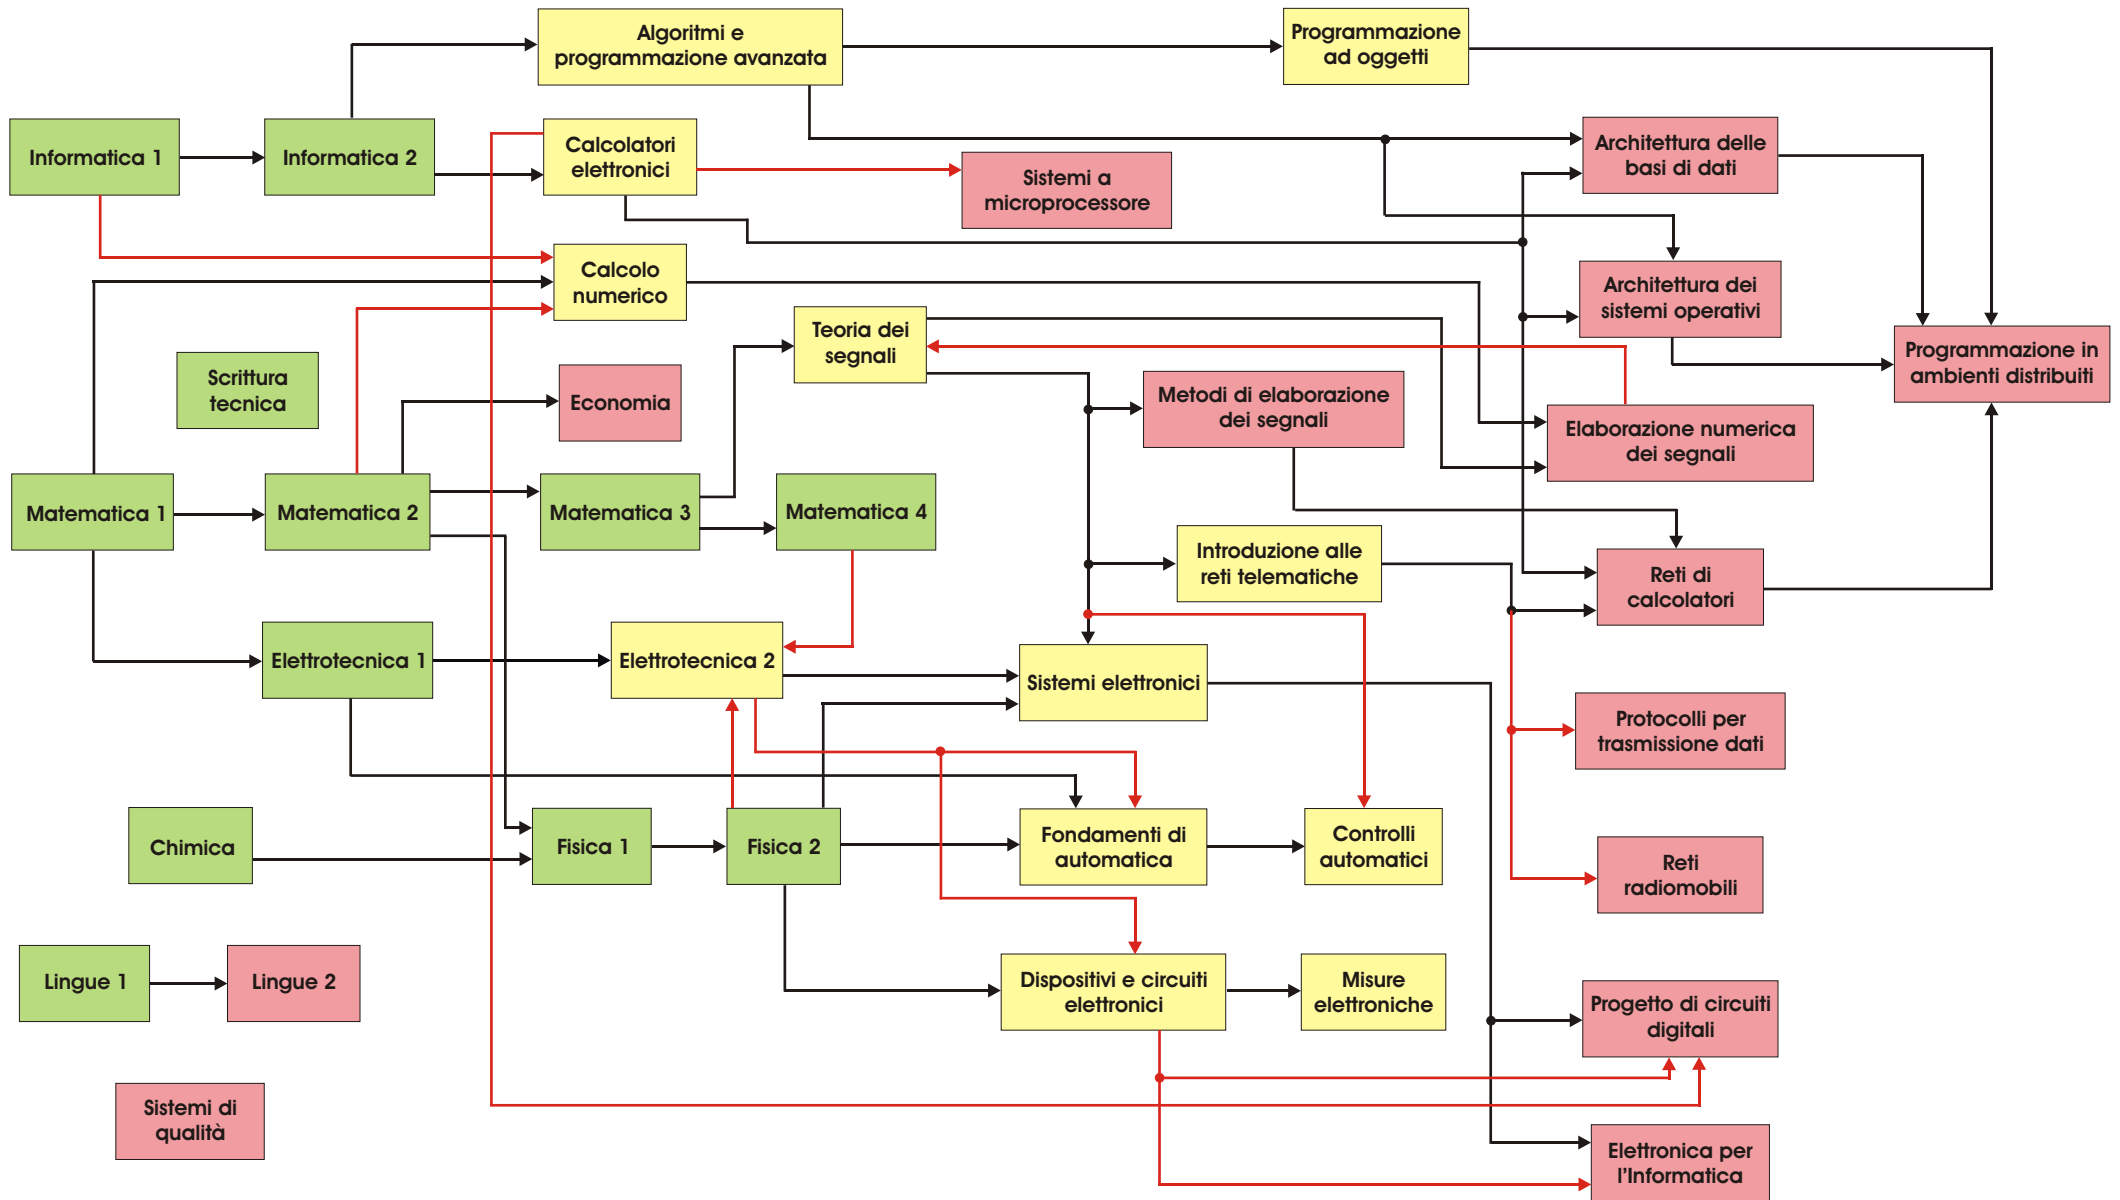 Algoritmi e
programmazione avanzata
Programmazione
ad oggetti
Informatica 1
Informatica 2
Calcolatori
elettronici
Sistemi a
microprocessore
Architettura delle
basi di dati
Calcolo
numerico
Architettura dei
sistemi operativi
Teoria dei
segnali
Programmazione in
ambienti distribuiti
Scrittura
tecnica
Economia
Metodi di elaborazione
dei segnali
Elaborazione numerica
dei segnali
Matematica 1
Matematica 2
Matematica 3
Matematica 4
Introduzione alle
reti telematiche
Reti di
calcolatori
Elettrotecnica 1
Elettrotecnica 2
Sistemi elettronici
Protocolli per
trasmissione dati
Chimica
Fisica 1
Fisica 2
Fondamenti di
automatica
Controlli
automatici
Reti
radiomobili
Lingue 1
Lingue 2
Dispositivi e circuiti
elettronici
Misure
elettroniche
Progetto di circuiti
digitali
Sistemi di
qualità
Elettronica per
l'Informatica